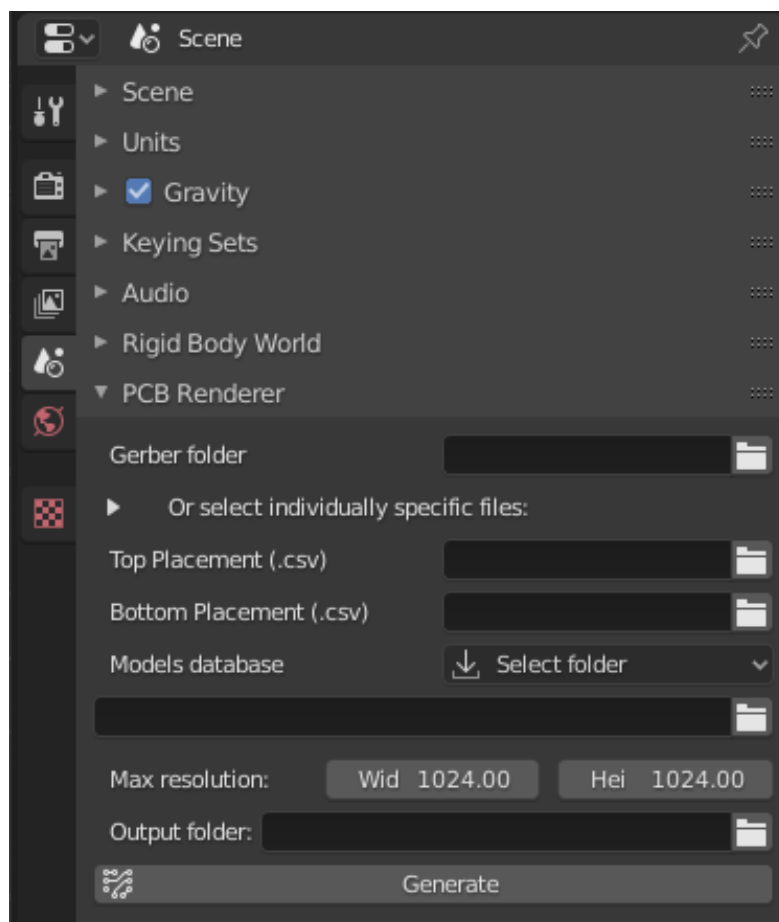 Scene
Scene
Units
Gravity
Keying Sets
Audio
Rigid Body World
PCB Renderer
Gerber folder
Or select individually specific files:
Top Placement (.csv)
Bottom Placement (.csv)
Models database Select folder
Max resolution: Wid 1024.00 Hei 1024.00
Output folder:
Generate